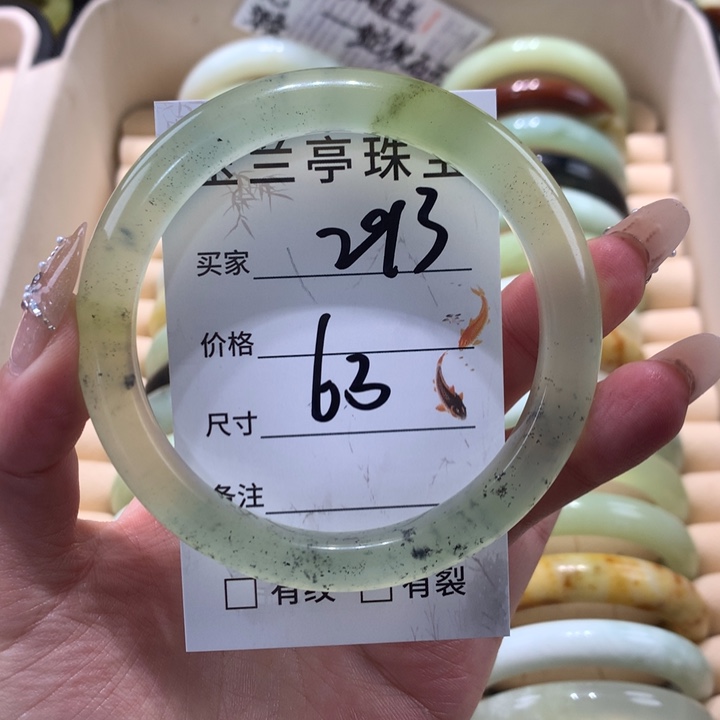 兰亭珠宝
买家 293
价格
63
尺寸
备注
☐ 有纹 ☐ 有裂